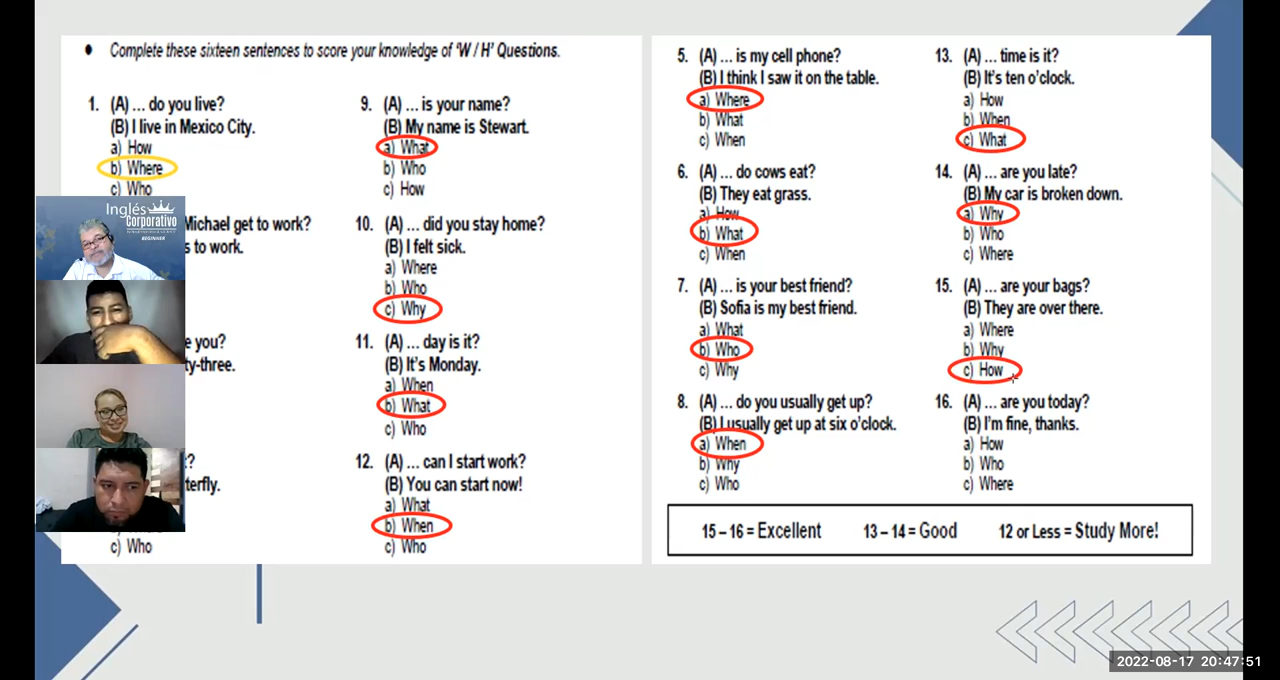 • Complete these sixteen sentences to score your knowledge of 'W / H' Questions.
1. (A) ... do you live?
(B) I live in Mexico City.
a) How
b) Where
c) Who
Michael get to work?
s to work.
e you?
ty-three.
?
terfly.
c) Who
9. (A) ... is your name?
(B) My name is Stewart.
a) What
b) Who
c) How
10. (A) ... did you stay home?
(B) I felt sick.
a) Where
b) Who
c) Why
11. (A) ... day is it?
(B) It's Monday.
a) When
b) What
c) Who
12. (A) ... can I start work?
(B) You can start now!
a) What
b) When
c) Who
5. (A) ... is my cell phone?
(B) I think I saw it on the table.
a) Where
b) What
c) When
6. (A) ... do cows eat?
(B) They eat grass.
a) How
b) What
c) When
7. (A) ... is your best friend?
(B) Sofia is my best friend.
a) What
b) Who
c) Why
8. (A) ... do you usually get up?
(B) I usually get up at six o'clock.
a) When
b) Why
c) Who
13. (A) ... time is it?
(B) It's ten o'clock.
a) How
b) When
c) What
14. (A) ... are you late?
(B) My car is broken down.
a) Why
b) Who
c) Where
15. (A) ... are your bags?
(B) They are over there.
a) Where
b) Why
c) How
16. (A) ... are you today?
(B) I'm fine, thanks.
a) How
b) Who
c) Where
15 – 16 = Excellent 13 – 14 = Good 12 or Less = Study More!
Inglés
Corporativo
BEGINNER
2022-08-17 20:47:51